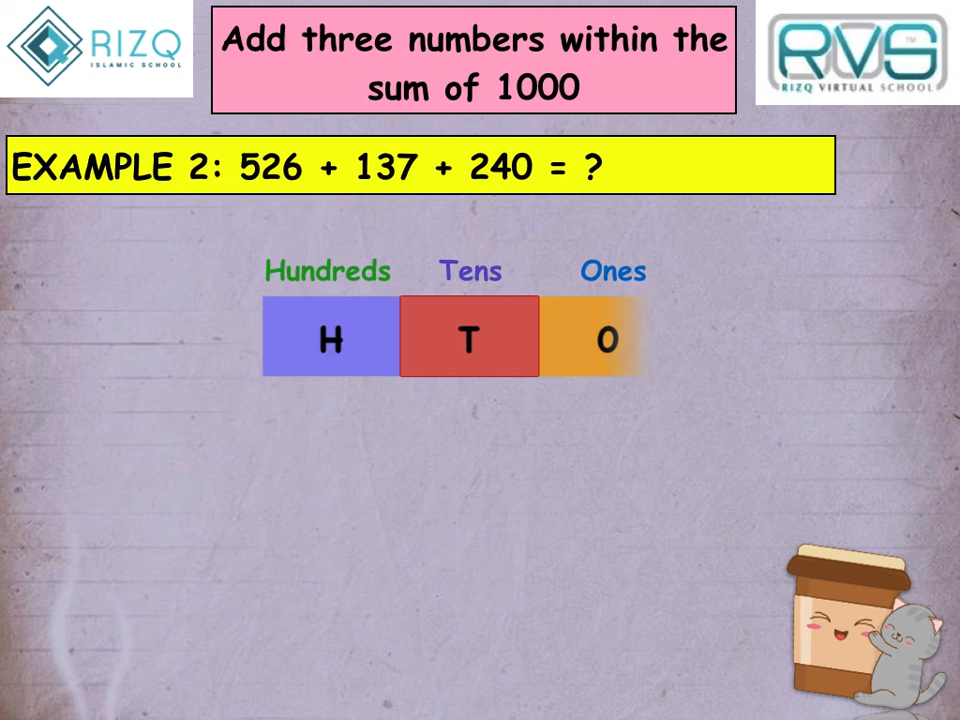 RIZQ
ISLAMIC SCHOOL
Add three numbers within the
sum of 1000
RVS™
RIZQ VIRTUAL SCHOOL
EXAMPLE 2: 526 + 137 + 240 = ?
Hundreds Tens Ones
H T O